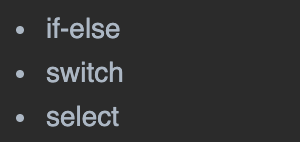 • if-else
• switch
• select